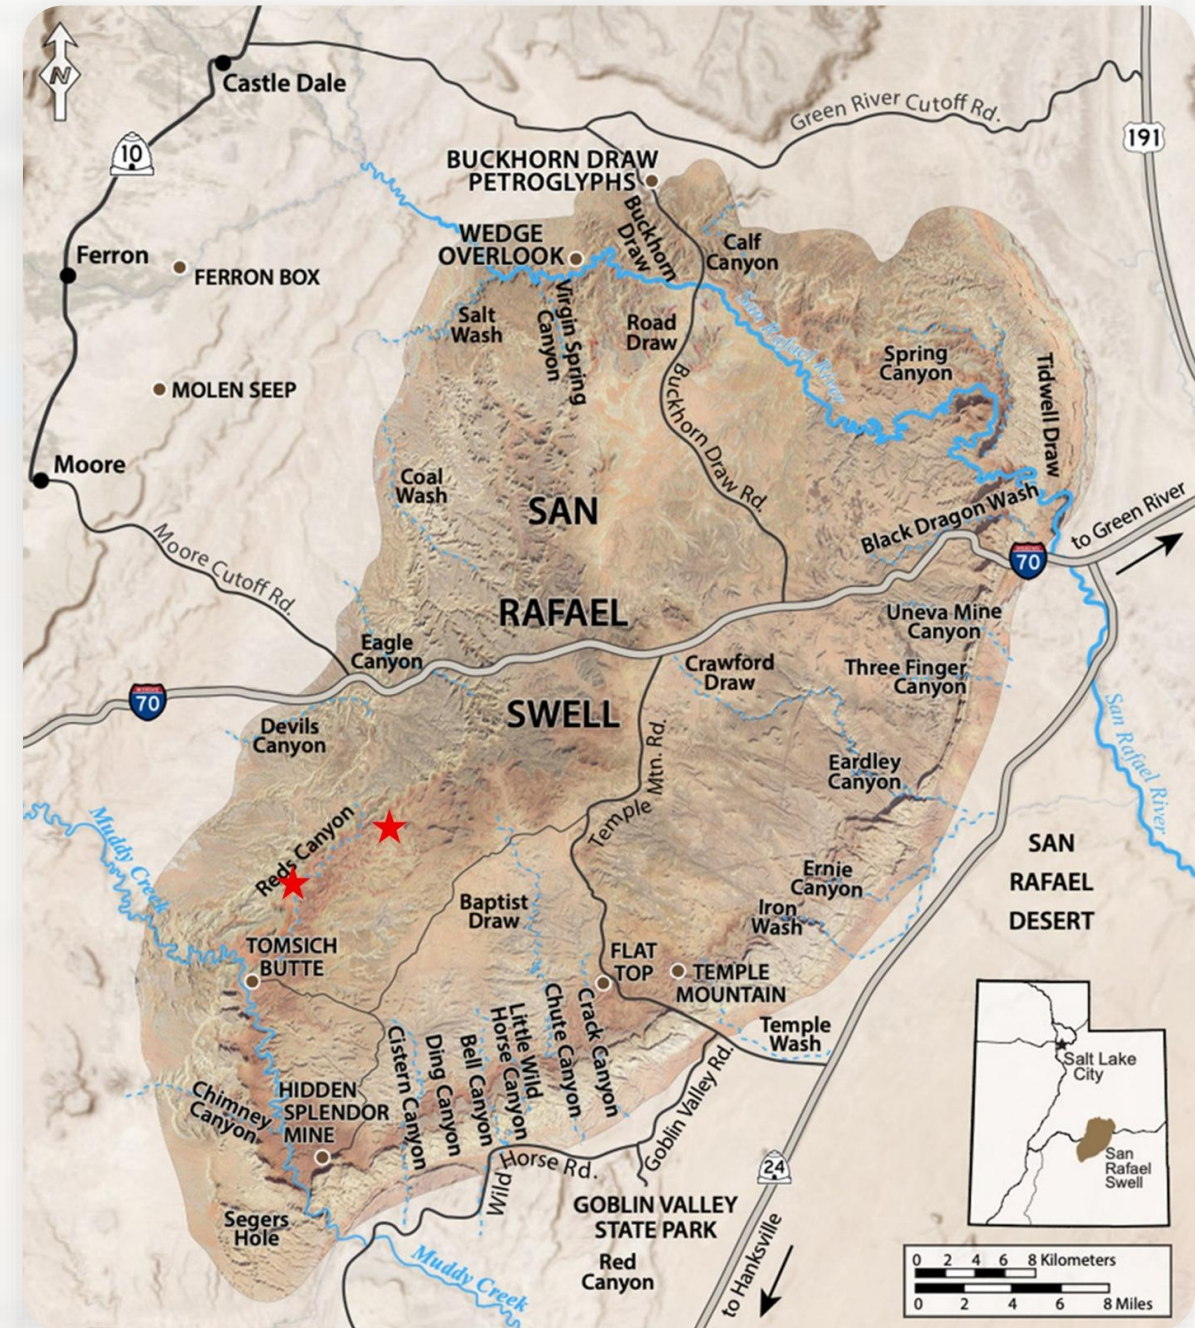 N
Castle Dale
10
Green River Cutoff Rd.
191
BUCKHORN DRAW
PETROGLYPHS
Buckhorn
Draw
WEDGE
OVERLOOK
Calf
Canyon
Ferron
FERRON BOX
Salt
Wash
Virgin Spring
Canyon
Road
Draw
San Rafael River
Spring
Canyon
Tidwell Draw
MOLEN SEEP
Buckhorn Draw Rd.
Moore
Coal
Wash
SAN
Black Dragon Wash
to Green River
Moore Cutoff Rd.
70
RAFAEL
Uneva Mine
Canyon
Eagle
Canyon
Crawford
Draw
Three Finger
Canyon
70
SWELL
Devils
Canyon
Temple Mtn. Rd.
San Rafael River
Eardley
Canyon
Muddy Creek
Reds Canyon
SAN
RAFAEL
DESERT
Ernie
Canyon
Baptist
Draw
Iron
Wash
TOMSICH
BUTTE
FLAT
TOP
TEMPLE
MOUNTAIN
Cistern Canyon
Ding Canyon
Bell Canyon
Little Wild
Horse Canyon
Chute Canyon
Crack Canyon
Temple
Wash
Salt Lake
City
Chimney
Canyon
HIDDEN
SPLENDOR
MINE
Goblin Valley Rd.
San
Rafael
Swell
Wild Horse Rd.
24
GOBLIN VALLEY
STATE PARK
Segers
Hole
Red
Canyon
to Hanksville
Muddy Creek
0 2 4 6 8 Kilometers
0 2 4 6 8 Miles